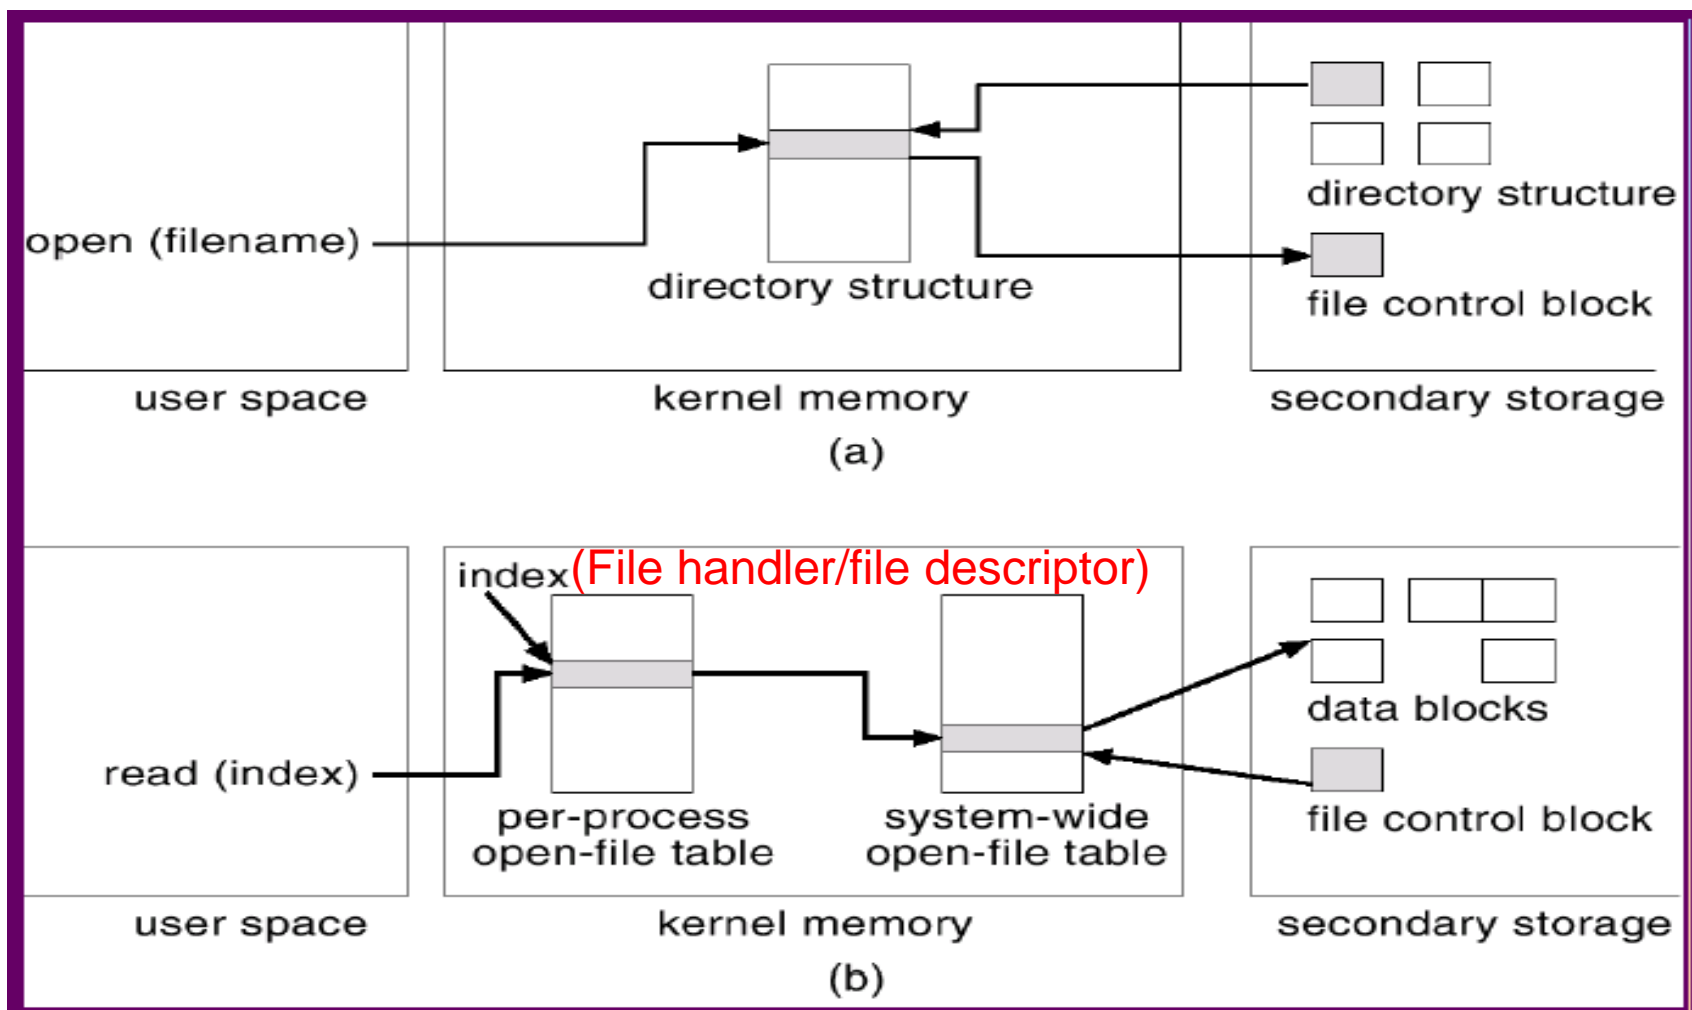 directory structure
open (filename)
directory structure
file control block
user space
kernel memory
secondary storage
(a)
index(File handler/file descriptor)
data blocks
read (index)
per-process
open-file table
system-wide
open-file table
file control block
user space
kernel memory
secondary storage
(b)